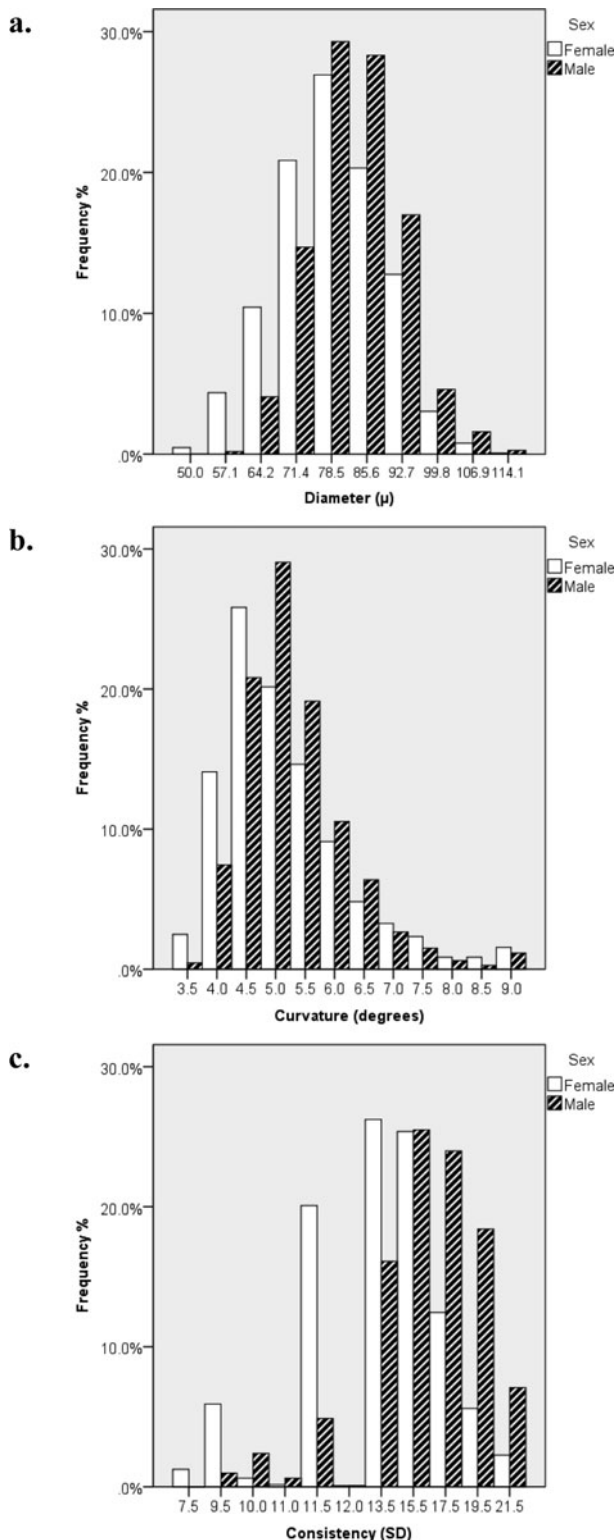 a.
Sex
Female
Male
30.0%
20.0%
10.0%
.0%
Frequency %
50.0 57.1 64.2 71.4 78.5 85.6 92.7 99.8 106.9 114.1
Diameter (µ)
b.
Sex
Female
Male
30.0%
20.0%
10.0%
.0%
Frequency %
3.5 4.0 4.5 5.0 5.5 6.0 6.5 7.0 7.5 8.0 8.5 9.0
Curvature (degrees)
c.
Sex
Female
Male
30.0%
20.0%
10.0%
.0%
Frequency %
7.5 9.5 10.0 11.0 11.5 12.0 13.5 15.5 17.5 19.5 21.5
Consistency (SD)